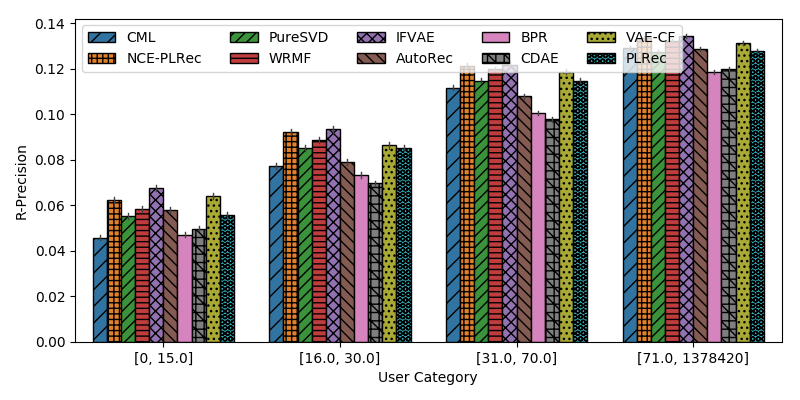 0.14
0.12
0.10
0.08
0.06
0.04
0.02
0.00
R-Precision
CML PureSVD IFVAE BPR VAE-CF
NCE-PLRec WRMF AutoRec CDAE PLRec
[0, 15.0] [16.0, 30.0] [31.0, 70.0] [71.0, 1378420]
User Category